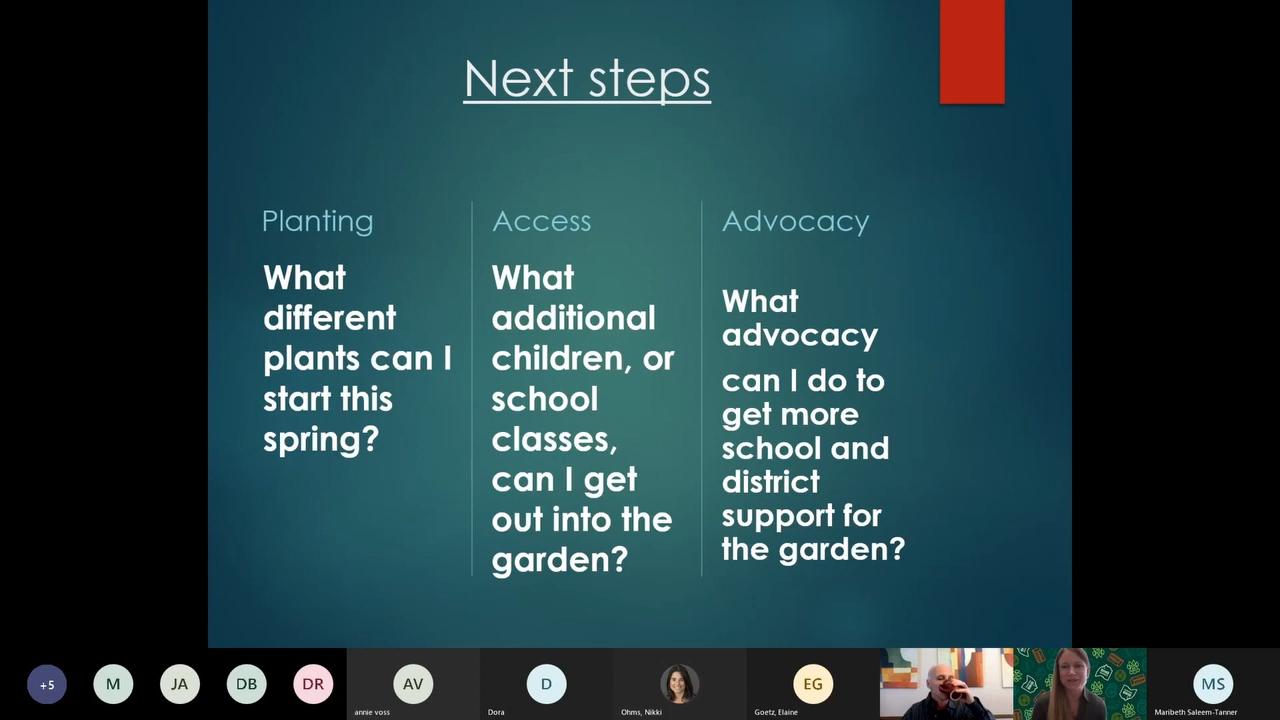 Next steps
Planting
What
different
plants can I
start this
spring?
Access
What
additional
children, or
school
classes,
can I get
out into the
garden?
Advocacy
What
advocacy
can I do to
get more
school and
district
support for
the garden?
+5
M
JA
DB
DR
AV
annie voss
D
Dora
Ohms, Nikki
EG
Goetz, Elaine
MS
Maribeth Saleem-Tanner